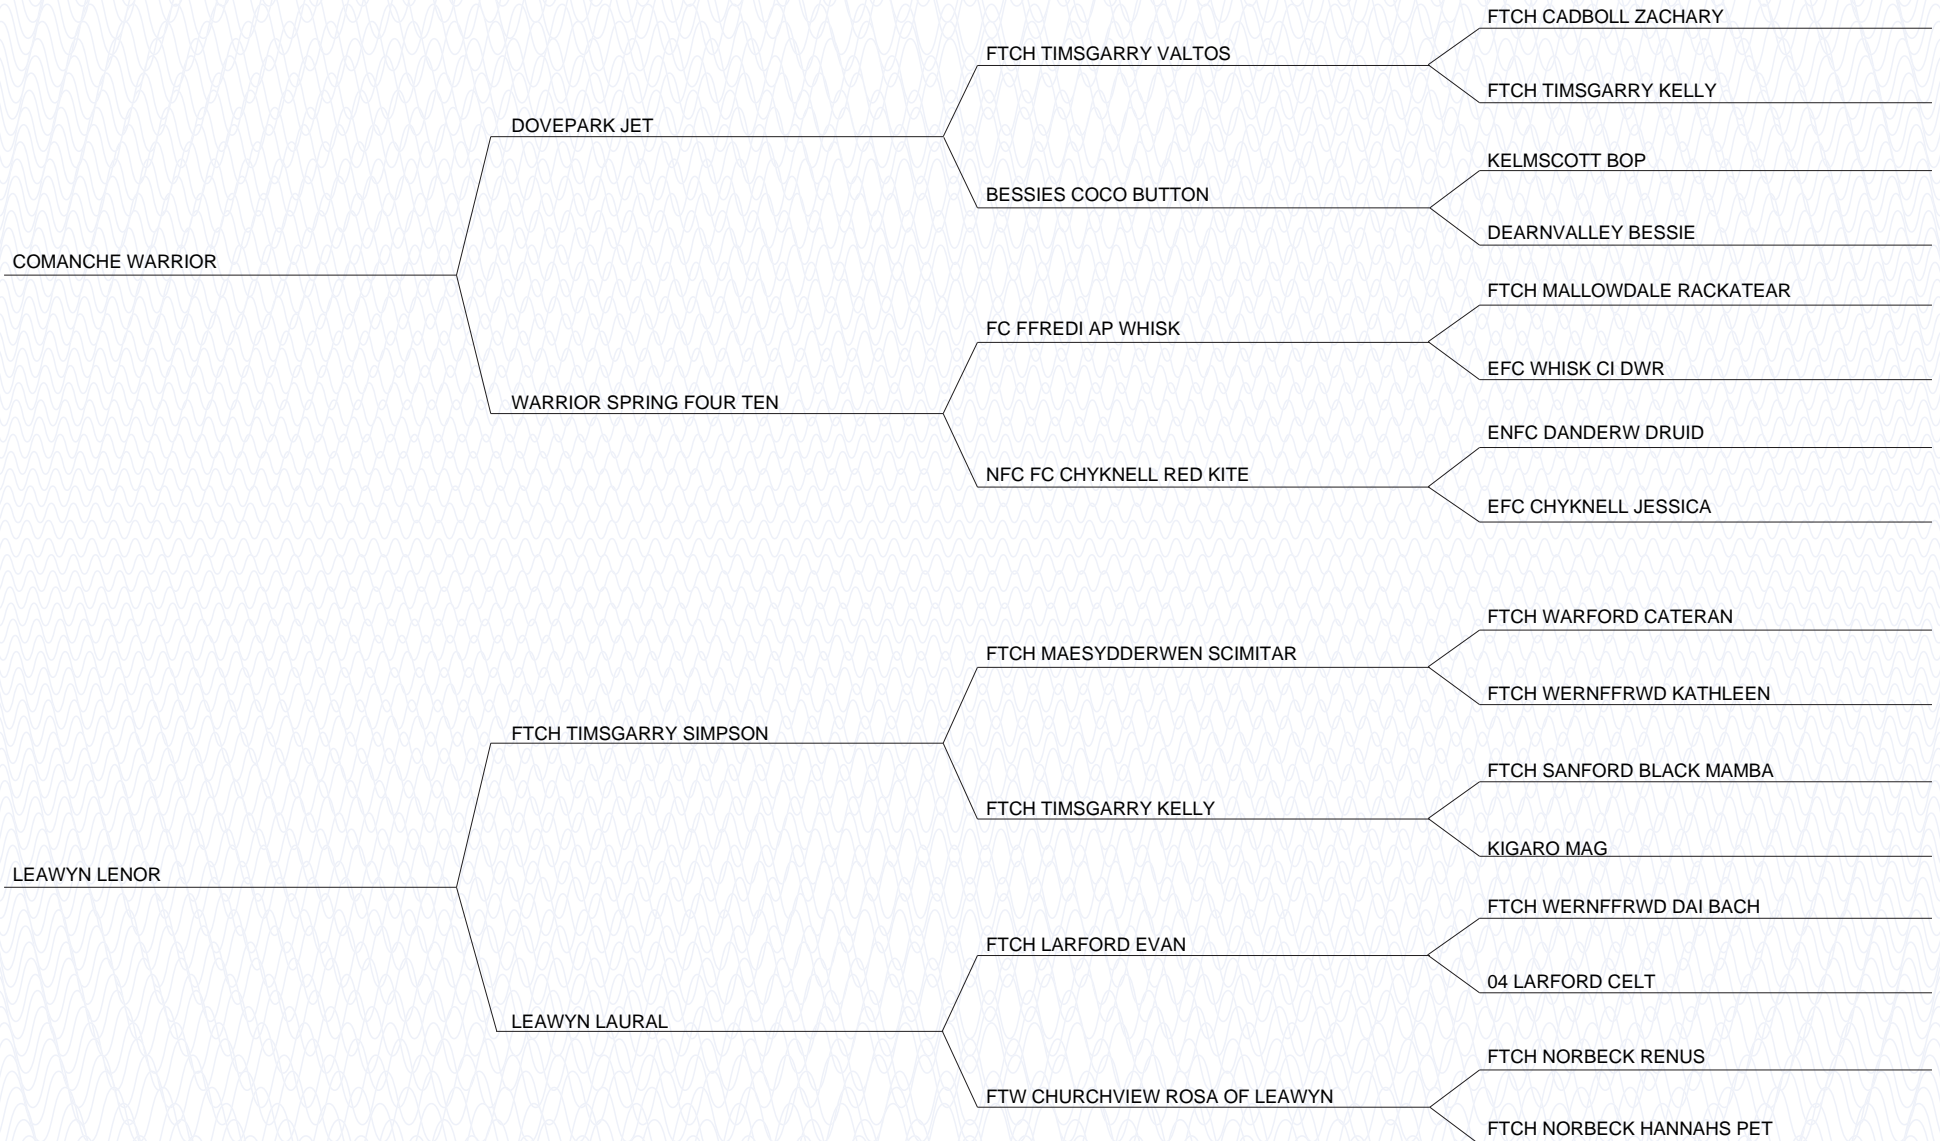 FTCH CADBOLL ZACHARY
FTCH TIMSGARRY VALTOS
FTCH TIMSGARRY KELLY
DOVEPARK JET
KELMSCOTT BOP
BESSIES COCO BUTTON
DEARNVALLEY BESSIE
COMANCHE WARRIOR
FTCH MALLOWDALE RACKATEAR
FC FFREDI AP WHISK
EFC WHISK CI DWR
WARRIOR SPRING FOUR TEN
ENFC DANDERW DRUID
NFC FC CHYKNELL RED KITE
EFC CHYKNELL JESSICA
FTCH WARFORD CATERAN
FTCH MAESYDDERWEN SCIMITAR
FTCH WERNFFRWD KATHLEEN
FTCH TIMSGARRY SIMPSON
FTCH SANFORD BLACK MAMBA
FTCH TIMSGARRY KELLY
KIGARO MAG
LEAWYN LENOR
FTCH WERNFFRWD DAI BACH
FTCH LARFORD EVAN
04 LARFORD CELT
LEAWYN LAURAL
FTCH NORBECK RENUS
FTW CHURCHVIEW ROSA OF LEAWYN
FTCH NORBECK HANNAHS PET